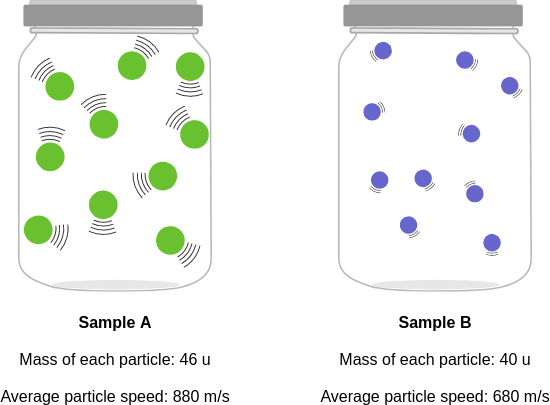 Sample A
Mass of each particle: 46 u
Average particle speed: 880 m/s
Sample B
Mass of each particle: 40 u
Average particle speed: 680 m/s